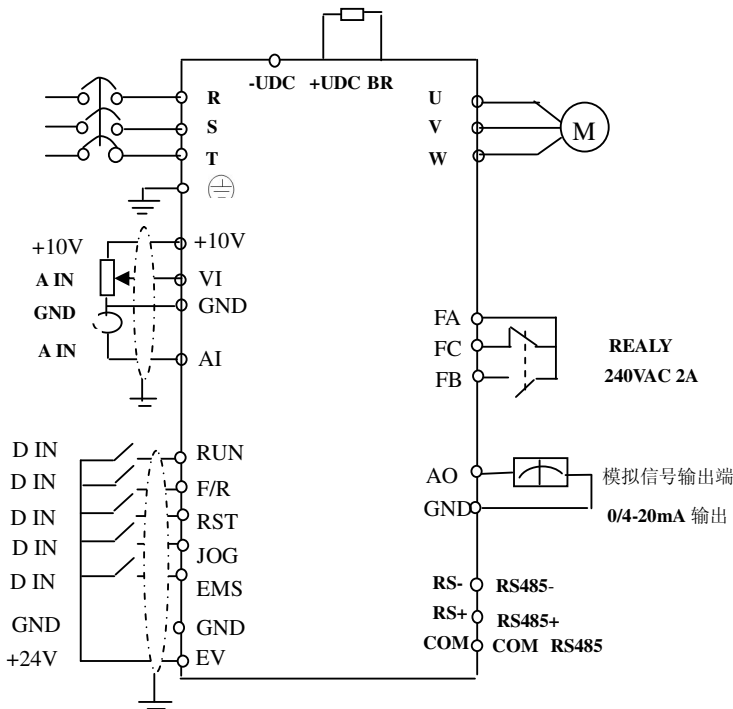 -UDC +UDC BR
R
S
T
U
V
W
M
+10V
A IN
GND
A IN
+10V
VI
GND
AI
FA
FC
FB
REALY
240VAC 2A
D IN
D IN
D IN
D IN
D IN
GND
+24V
RUN
F/R
RST
JOG
EMS
GND
EV
AO
GND
模拟信号输出端
0/4-20mA 输出
RS- RS485-
RS+ RS485+
COM COM RS485